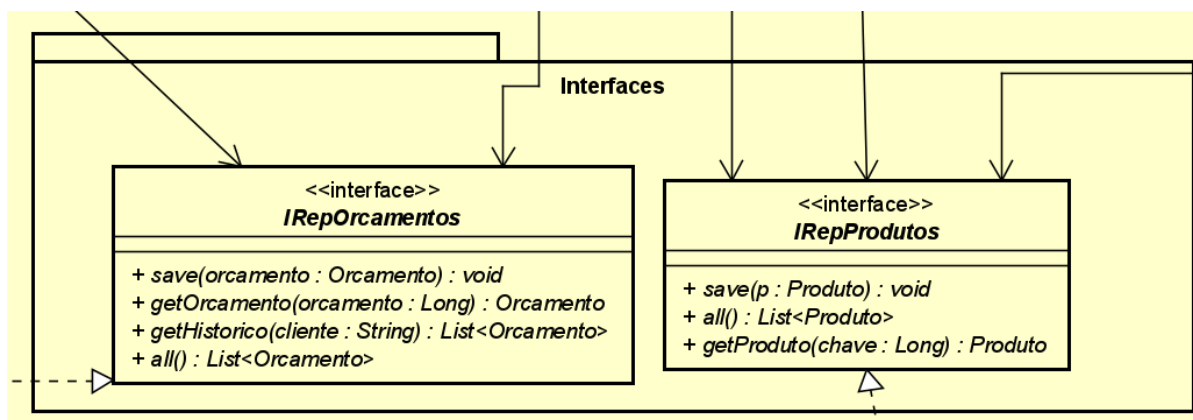 Interfaces
<<interface>>
IRepOrcamentos
+ save(orcamento : Orcamento) : void
+ getOrcamento(orcamento : Long) : Orcamento
+ getHistorico(cliente : String) : List<Orcamento>
+ all() : List<Orcamento>
<<interface>>
IRepProdutos
+ save(p : Produto) : void
+ all() : List<Produto>
+ getProduto(chave : Long) : Produto